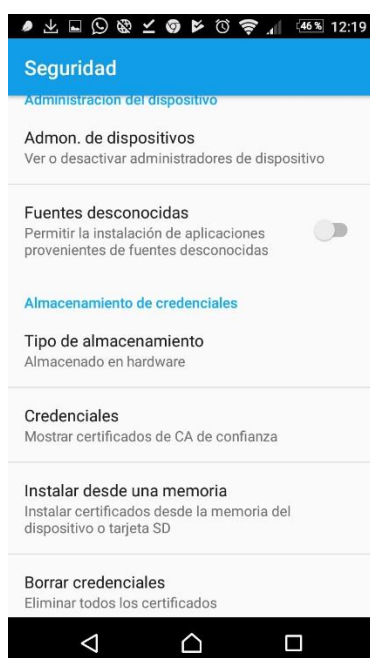 46% 12:19
Seguridad
Administración del dispositivo
Admon. de dispositivos
Ver o desactivar administradores de dispositivo
Fuentes desconocidas
Permitir la instalación de aplicaciones
provenientes de fuentes desconocidas
Almacenamiento de credenciales
Tipo de almacenamiento
Almacenado en hardware
Credenciales
Mostrar certificados de CA de confianza
Instalar desde una memoria
Instalar certificados desde la memoria del
dispositivo o tarjeta SD
Borrar credenciales
Eliminar todos los certificados